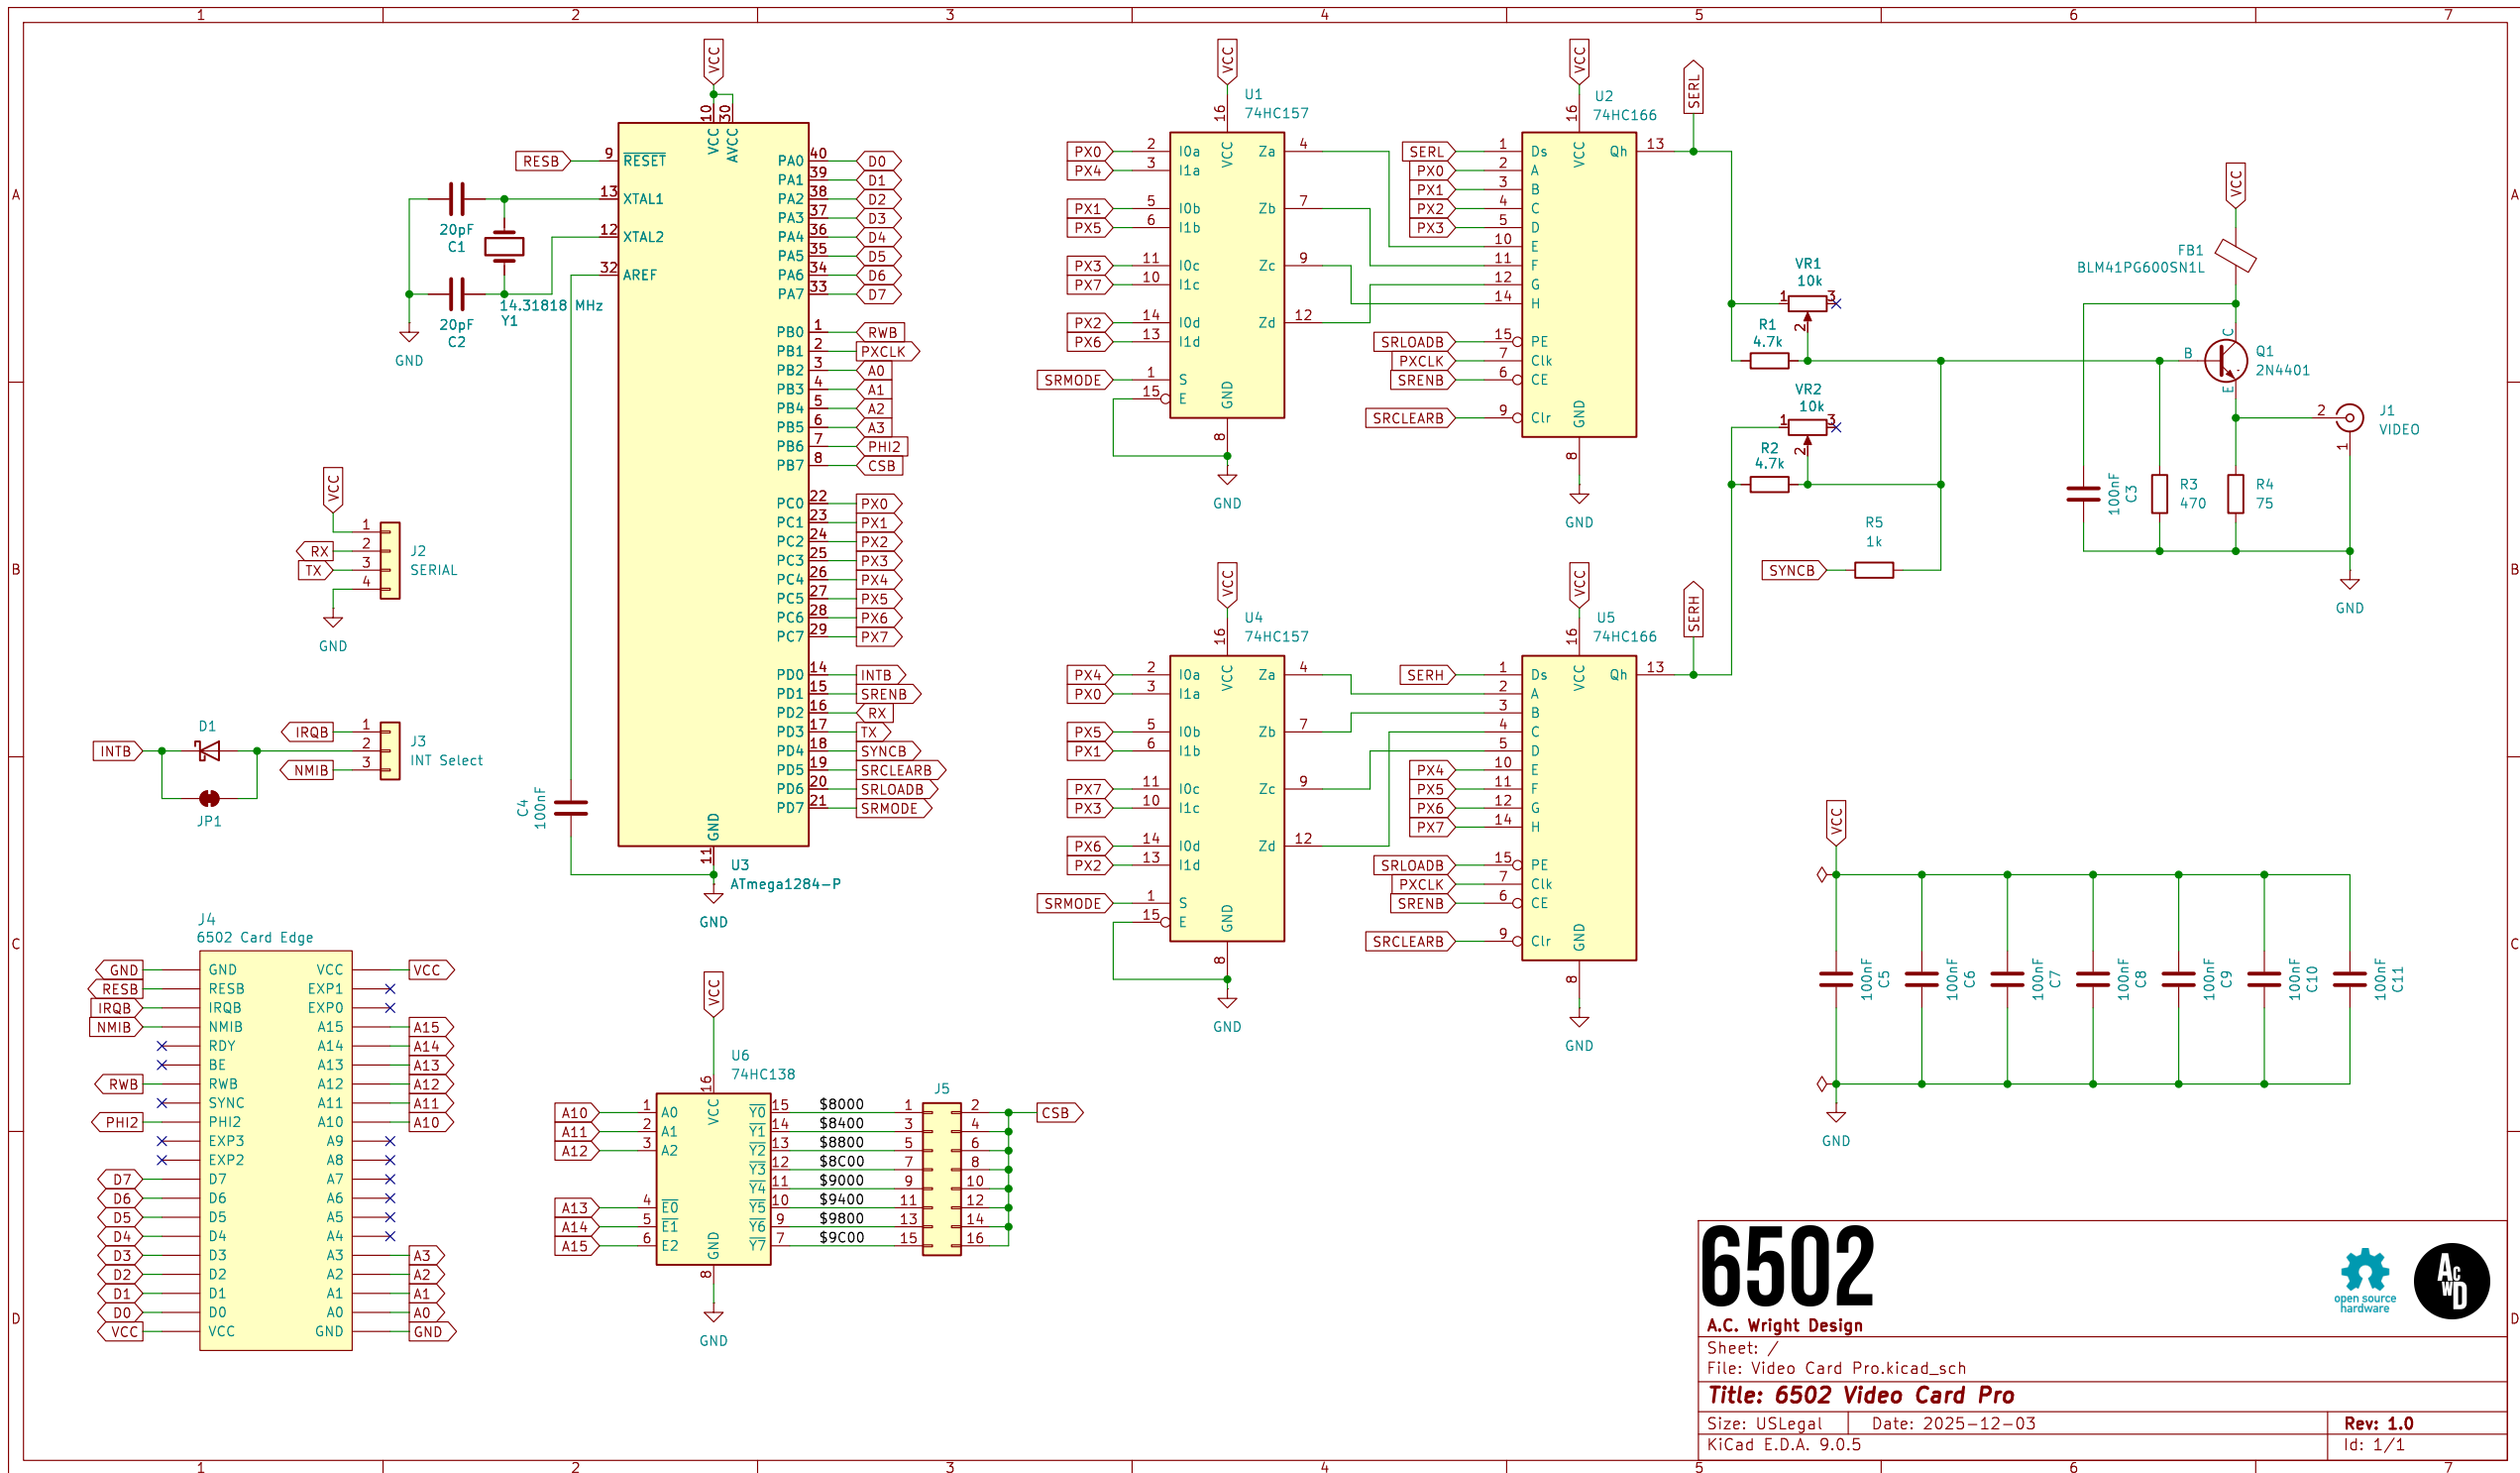 1 2 3 4 5 6 7
A
B
C
D
VCC
10 30
VCC AVCC
RESB 9 RESET
13 XTAL1
12 XTAL2
32 AREF
20pF
C1
20pF
C2
14.31818 MHz
Y1
GND
PA0 40 D0
PA1 39 D1
PA2 38 D2
PA3 37 D3
PA4 36 D4
PA5 35 D5
PA6 34 D6
PA7 33 D7
PB0 1 RWB
PB1 2 PXCLK
PB2 3 A0
PB3 4 A1
PB4 5 A2
PB5 6 A3
PB6 7 PHI2
PB7 8 CSB
PC0 22 PX0
PC1 23 PX1
PC2 24 PX2
PC3 25 PX3
PC4 26 PX4
PC5 27 PX5
PC6 28 PX6
PC7 29 PX7
PD0 14 INTB
PD1 15 SRENB
PD2 16 RX
PD3 17 TX
PD4 18 SYNCB
PD5 19 SRCLEARB
PD6 20 SRLOADB
PD7 21 SRMODE
GND
11
U3
ATmega1284-P
GND
C4
100nF
VCC
1
RX 2
TX 3
4
J2
SERIAL
GND
D1
INTB
JP1
IRQB 1
2
NMIB 3
J3
INT Select
J4
6502 Card Edge
GND GND VCC VCC
RESB RESB EXP1
IRQB IRQB EXP0
NMIB NMIB A15 A15
RDY A14 A14
BE A13 A13
RWB RWB A12 A12
SYNC A11 A11
PHI2 PHI2 A10 A10
EXP3 A9
EXP2 A8
D7 D7 A7
D6 D6 A6
D5 D5 A5
D4 D4 A4
D3 D3 A3 A3
D2 D2 A2 A2
D1 D1 A1 A1
D0 D0 A0 A0
VCC VCC GND GND
VCC
U6
74HC138
16
VCC
A10 1 A0 Y0 15 $8000 1 2 CSB
A11 2 A1 Y1 14 $8400 3 4
A12 3 A2 Y2 13 $8800 5 6
Y3 12 $8C00 7 8
Y4 11 $9000 9 10
A13 4 E0 Y5 10 $9400 11 12
A14 5 E1 Y6 9 $9800 13 14
A15 6 E2 Y7 7 $9C00 15 16
J5
GND
8
GND
VCC
U1
74HC157
16
VCC
PX0 2 I0a Za 4
PX4 3 I1a
PX1 5 I0b Zb 7
PX5 6 I1b
PX3 11 I0c Zc 9
PX7 10 I1c
PX2 14 I0d Zd 12
PX6 13 I1d
SRMODE 1 S
15 E
GND
8
GND
VCC
U2
74HC166
16
VCC
SERL 1 Ds Qh 13
PX0 2 A
PX1 3 B
PX2 4 C
PX3 5 D
10 E
11 F
12 G
14 H
SRLOADB 15 PE
PXCLK 7 Clk
SRENB 6 CE
SRCLEARB 9 Clr
GND
8
GND
SERL
VCC
U4
74HC157
16
VCC
PX4 2 I0a Za 4
PX0 3 I1a
PX5 5 I0b Zb 7
PX1 6 I1b
PX7 11 I0c Zc 9
PX3 10 I1c
PX6 14 I0d Zd 12
PX2 13 I1d
SRMODE 1 S
15 E
GND
8
GND
VCC
U5
74HC166
16
VCC
SERH 1 Ds Qh 13
2 A
3 B
4 C
5 D
PX4 10 E
PX5 11 F
PX6 12 G
PX7 14 H
SRLOADB 15 PE
PXCLK 7 Clk
SRENB 6 CE
SRCLEARB 9 Clr
GND
8
GND
SERH
VR1
10k
1 3
2
R1
4.7k
VR2
10k
1 3
2
R2
4.7k
R5
1k
SYNCB
VCC
FB1
BLM41PG600SN1L
C
B
E
Q1
2N4401
2
1
J1
VIDEO
100nF
C3
R3
470
R4
75
GND
VCC
100nF
C5
100nF
C6
100nF
C7
100nF
C8
100nF
C9
100nF
C10
100nF
C11
GND
6502
A.C. Wright Design
open source
hardware
ACWD
Sheet: /
File: Video Card Pro.kicad_sch
Title: 6502 Video Card Pro
Size: USLegal Date: 2025-12-03 Rev: 1.0
KiCad E.D.A. 9.0.5 Id: 1/1
A
B
C
D
1 2 3 4 5 6 7